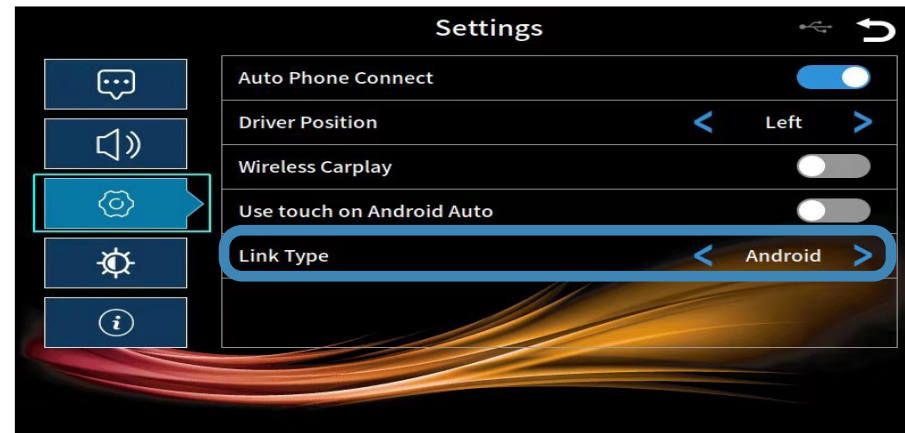 Settings
Auto Phone Connect
Driver Position < Left >
Wireless Carplay
Use touch on Android Auto
Link Type < Android >
i